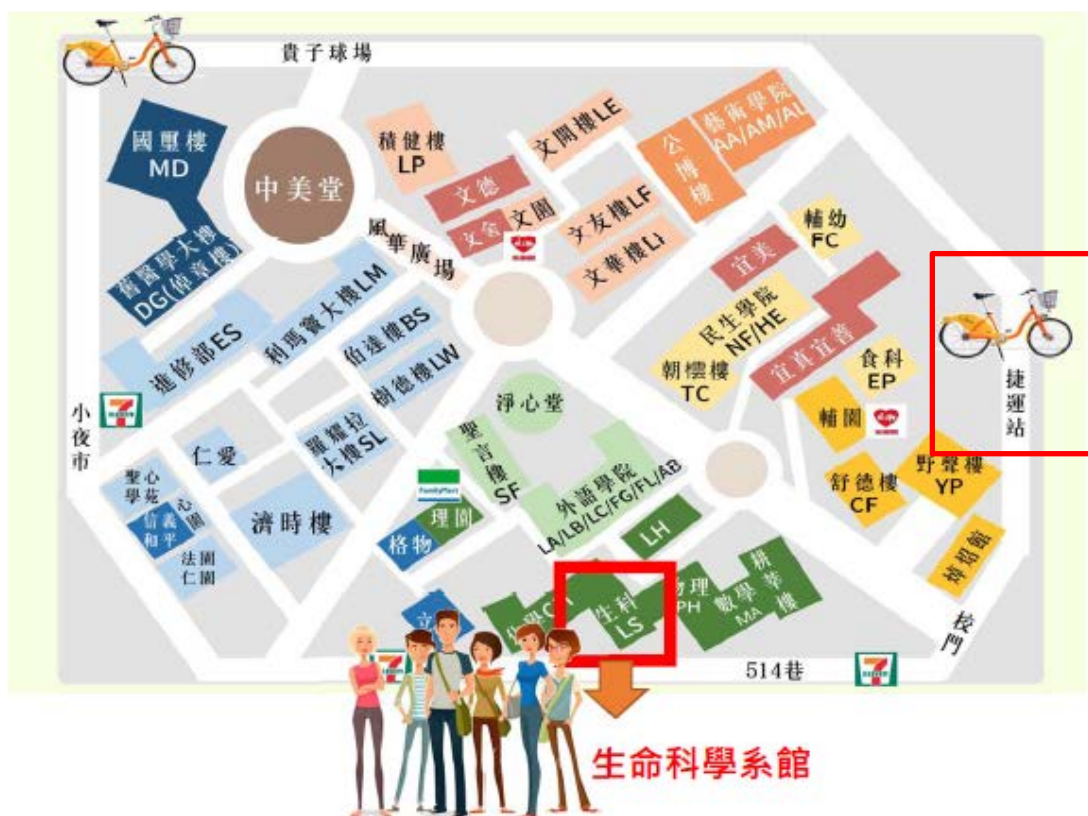 貴子球場
國璽樓
MD
中美堂
積健樓
LP
文開樓LE
公博樓
藝術學院
AA/AM/AL
文德
文舍
文園
文友樓LF
文華樓LI
風華廣場
舊醫學大樓
DG(倬章樓)
進修部ES
利瑪竇大樓LM
伯達樓BS
樹德樓LW
輔幼
FC
宜美
民生學院
NF/HE
宜真宜善
朝橒樓
TC
食科
EP
輔園
捷運站
小夜市
仁愛
羅耀拉
大樓SL
淨心堂
聖言樓
SF
外語學院
LA/LB/LC/FG/FL/AB
FamilyMart
理園
格物
聖心
學苑
心園
信義
和平
法園
仁園
濟時樓
舒德樓
CF
野聲樓
YP
焯炤館
校門
LH
立
化學
生科
LS
物理
PH
數學
MA
耕莘樓
514巷
生命科學系館